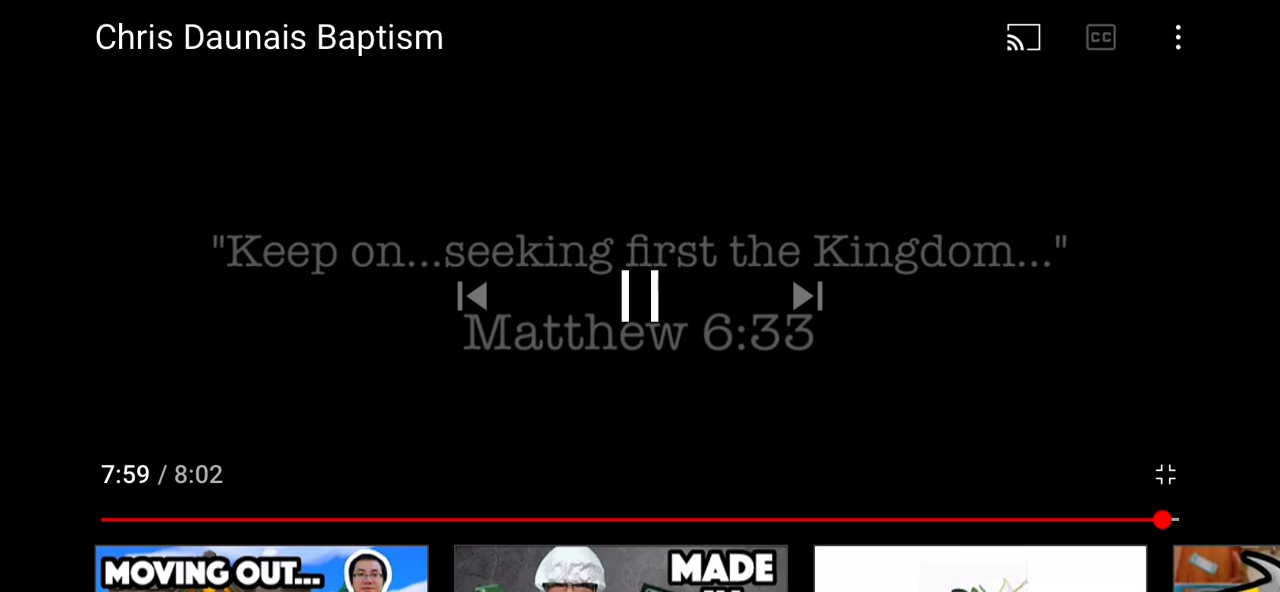 Chris Daunais Baptism
CC
"Keep on...seeking first the Kingdom..."
Matthew 6:33
7:59 / 8:02
MOVING OUT...
MADE